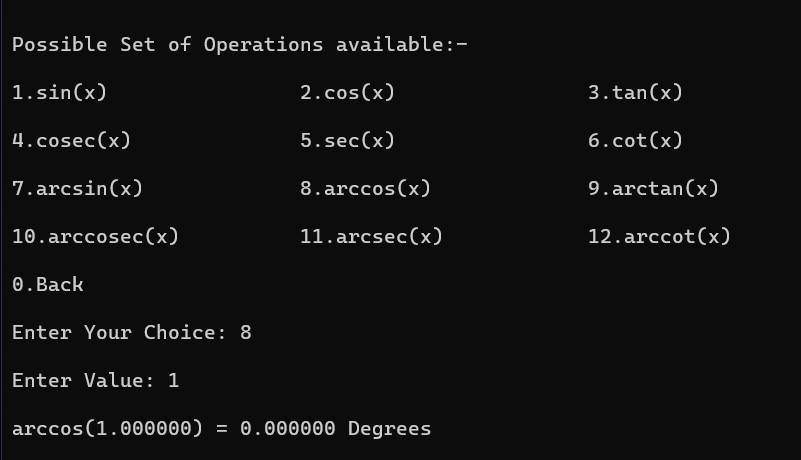 Possible Set of Operations available:-
1.sin(x) 2.cos(x) 3.tan(x)
4.cosec(x) 5.sec(x) 6.cot(x)
7.arcsin(x) 8.arccos(x) 9.arctan(x)
10.arccosec(x) 11.arcsec(x) 12.arccot(x)
0.Back
Enter Your Choice: 8
Enter Value: 1
arccos(1.000000) = 0.000000 Degrees